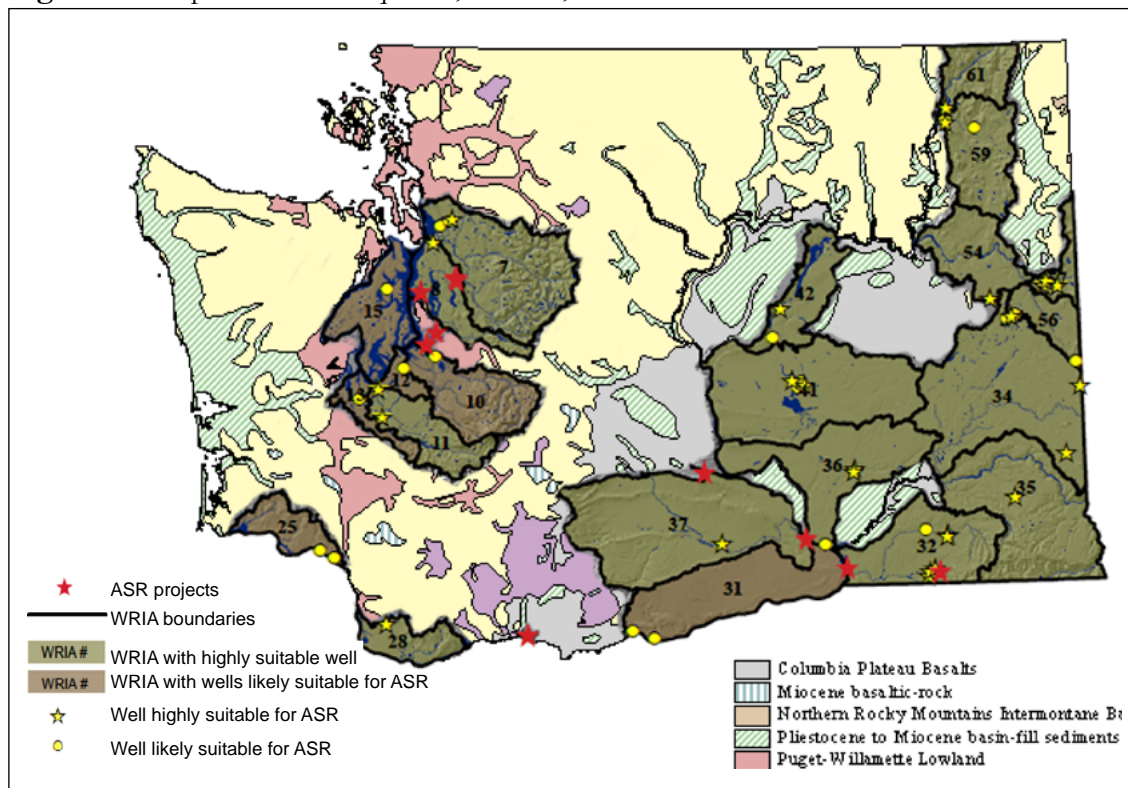 61
59
7
8
54
42
15
56
12
41
34
10
11
36
35
37
25
32
31
28
ASR projects
WRIA boundaries
WRIA # WRIA with highly suitable well
WRIA # WRIA with wells likely suitable for ASR
Well highly suitable for ASR
Well likely suitable for ASR
Columbia Plateau Basalts
Miocene basaltic-rock
Northern Rocky Mountains Intermontane Ba
Pliestocene to Miocene basin-fill sediments
Puget-Willamette Lowland